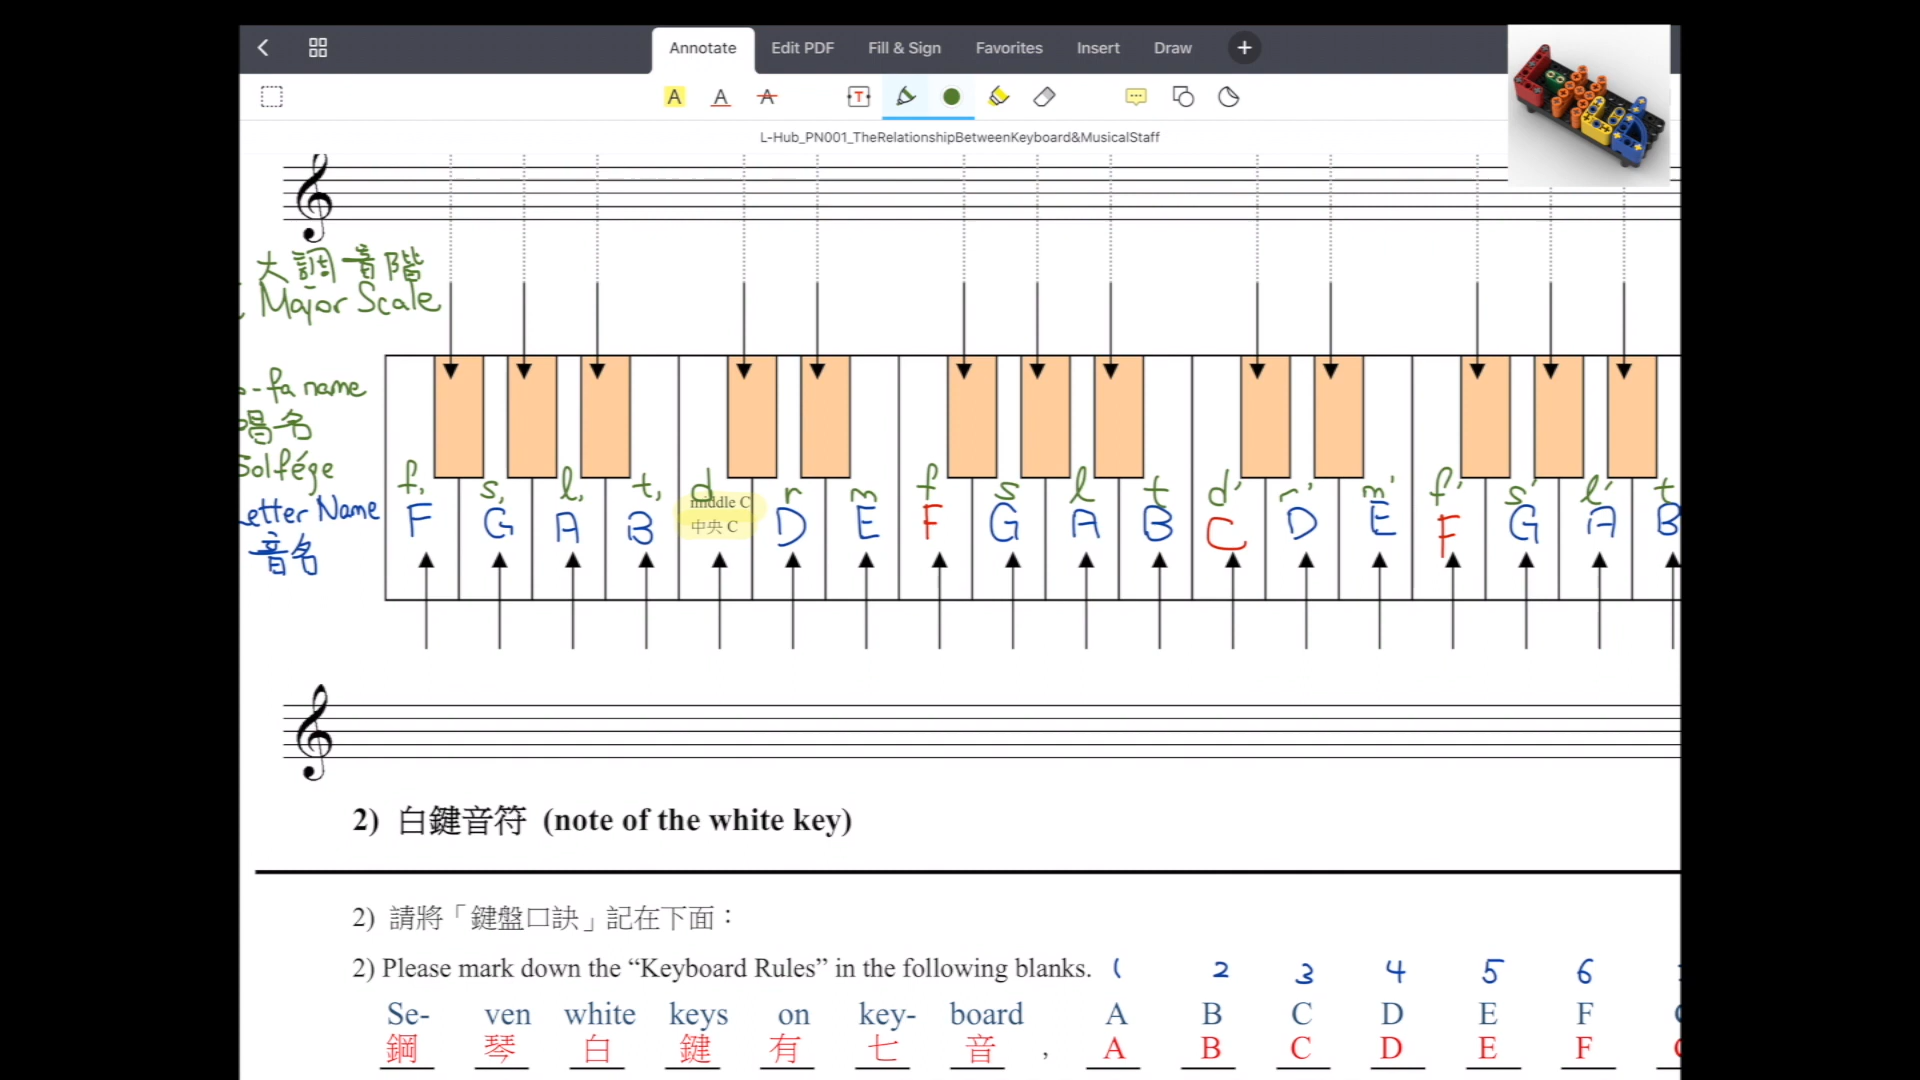 Annotate Edit PDF Fill & Sign Favorites Insert Draw
L-Hub_PN001_TheRelationshipBetweenKeyboard&MusicalStaff
大調音階
Major Scale
-fa name
唱名
Solfége
f, s, l, t, d r m f s l t d' r' m' f' s' l' t
middle C
中央 C
etter Name F G A B D E F G A B C D E F G A B
音名
2) 白鍵音符 (note of the white key)
2) 請將「鍵盤口訣」記在下面：
2) Please mark down the “Keyboard Rules” in the following blanks. 1 2 3 4 5 6
Se- ven white keys on key- board A B C D E F
鋼 琴 白 鍵 有 七 音 , A B C D E F